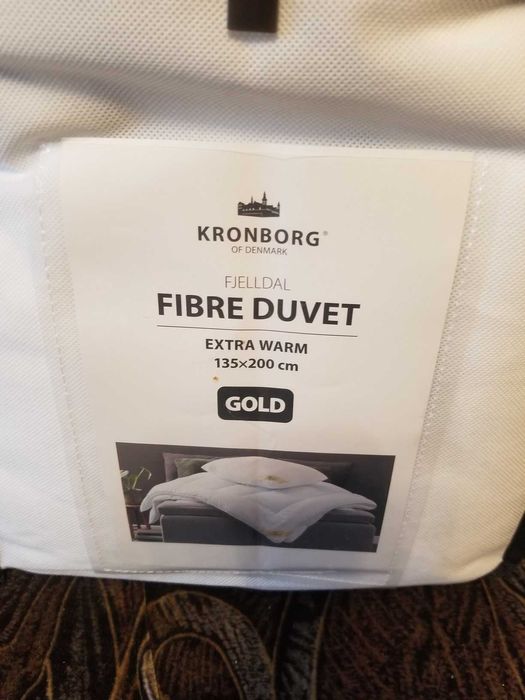 KRONBORG®
OF DENMARK
FJELLDAL
FIBRE DUVET
EXTRA WARM
135×200 cm
GOLD